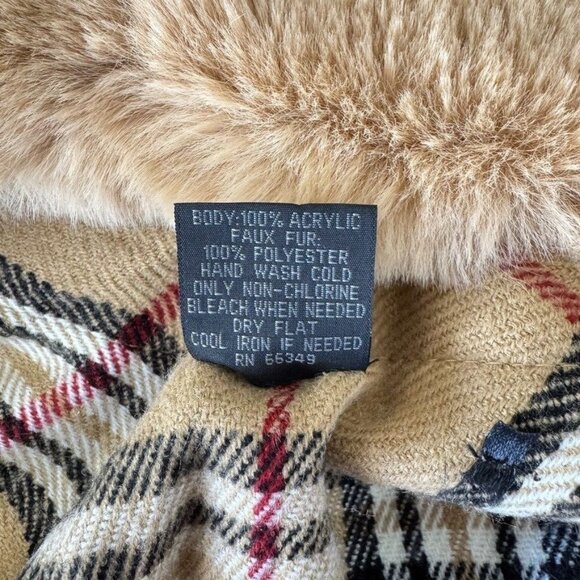 BODY:100% ACRYLIC
FAUX FUR:
100% POLYESTER
HAND WASH COLD
ONLY NON-CHLORINE
BLEACH WHEN NEEDED
DRY FLAT
COOL IRON IF NEEDED
RN 66349